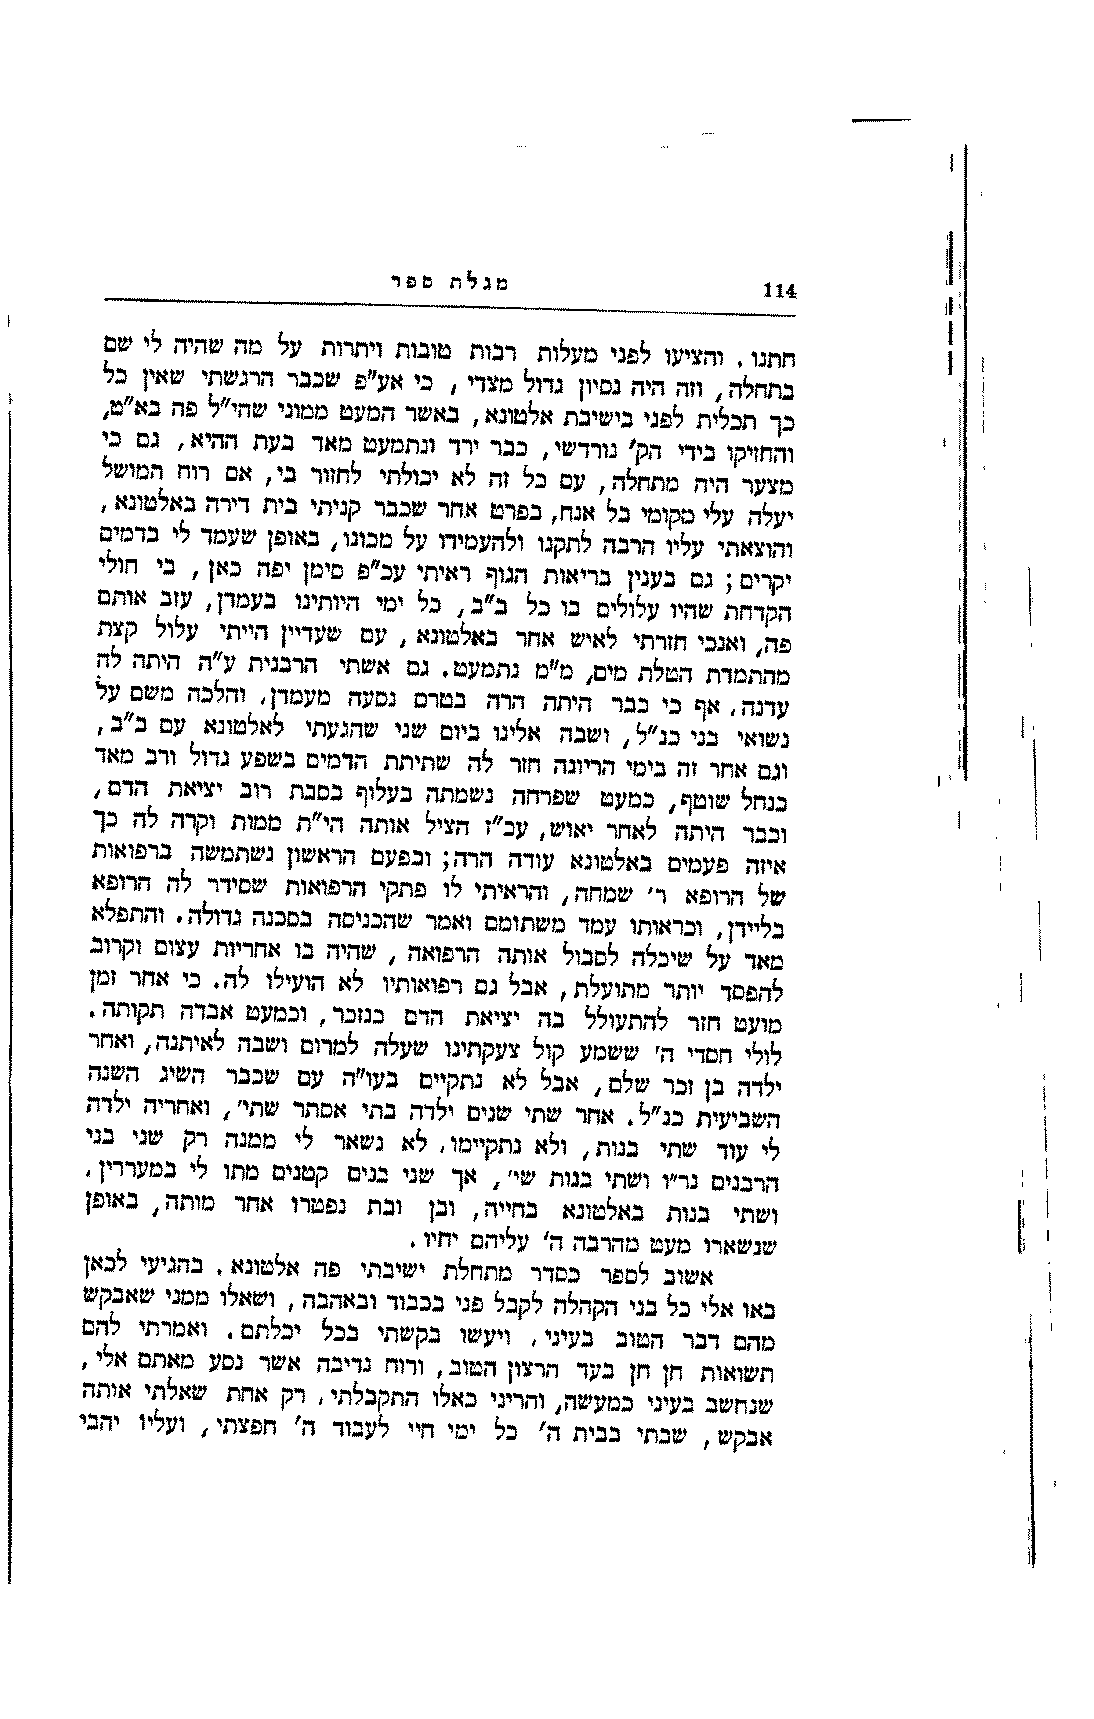 114
מגלת ספר
חתנו. והציעו לפני מעלות רבות טובות ויתרות על מה שהיה לי שם
בתחלה, וזה היה נסיון גדול מצדי, כי אע"פ שכבר הרגשתי שאין כל
כך תכלית לפני בישיבת אלטונא, באשר המעט ממוני שהי"ל פה בא"ט,
והחזיקו בידי הק' נורדשי, כבר ירד ונתמעט מאד בעת ההיא, גם כי
מצער היה מתחלה, עם כל זה לא יכולתי לחזור בי, אם רוח המושל
יעלה עלי מקומי בל אנח, בפרט אחר שכבר קניתי בית דירה באלטונא,
והוצאתי עליו הרבה לתקנו ולהעמידו על מכונו, באופן שעמד לי בדמים
יקרים; גם בענין בריאות הגוף ראיתי עכ"פ סימן יפה כאן, בי חולי
הקדחת שהיו עלולים בו כל ב"ב, כל ימי היותינו בעמדן, עזב אותם
פה, ואנכי חזרתי לאיש אחר באלטונא, עם שעדיין הייתי עלול קצת
מהתמדת הטלת מים, מ"מ נתמעט. גם אשתי הרבנית ע"ה היתה לה
עדנה. אף כי כבר היתה הרה בטרם נסעה מעמדן. והלכה משם על
נשואי בני כנ"ל, ושבה אלינו ביום שני שהגעתי לאלטונא עם ב"ב,
וגם אחר זה בימי הריונה חזר לה שתיתת הדמים בשפע גדול ורב מאד
כנחל שוטף, כמעט שפרחה נשמתה בעלוף בסבת רוב יציאת הדם,
וכבר היתה לאחר יאוש, עכ"ז הציל אותה הי"ת ממות וקרה לה כך
איזה פעמים באלטונא עודה הרה; ובפעם הראשון נשתמשה ברפואות
של הרופא ר' שמחה, והראיתי לו פתקי הרפואות שסידר לה הרופא
בליידן, וכראותו עמד משתומם ואמר שהכניסה בסכנה גדולה. והתפלא
מאד על שיכלה לסבול אותה הרפואה, שהיה בו אחריות עצום וקרוב
להפסד יותר מתועלת, אבל גם רפואותיו לא הועילו לה. כי אחר זמן
מועט חזר להתעולל בה יציאת הדם כנזכר, וכמעט אבדה תקותה.
לולי חסדי ה' ששמע קול צעקתינו שעלה למרום ושבה לאיתנה, ואחר
ילדה בן זכר שלם, אבל לא נתקיים בעו"ה עם שכבר השיג השנה
השביעית כנ"ל. אחר שתי שנים ילדה בתי אסתר שתי', ואחריה ילדה
לי עוד שתי בנות, ולא נתקיימו. לא נשאר לי ממנה רק שני בני
הרבנים נר"ו ושתי בנות שי', אך שני בנים קטנים מתו לי במעררין.
ושתי בנות באלטונא בחייה, ובן ובת נפטרו אחר מותה, באופן
שנשארו מעט מהרבה ה' עליהם יחיו.
אשוב לספר כסדר מתחלת ישיבתי פה אלטונא. בהגיעי לכאן
באו אלי כל בני הקהלה לקבל פני בכבוד ובאהבה, ושאלו ממני שאבקש
מהם דבר הטוב בעיני. ויעשו בקשתי בכל יכלתם. ואמרתי להם
תשואות חן חן בעד הרצון הטוב, ורוח נדיבה אשר נסע מאתם אלי,
שנחשב בעיני כמעשה, והריני כאלו התקבלתי. רק אחת שאלתי אותה
אבקש, שבתי בבית ה' כל ימי חיי לעבוד ה' חפצתי, ועליו יהבי